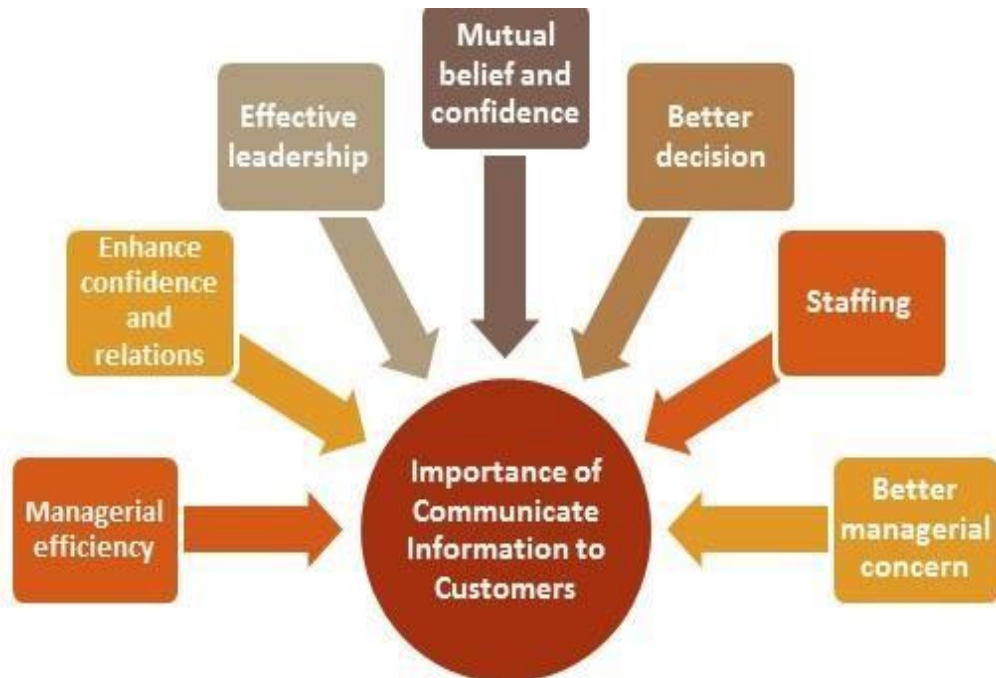 Mutual
belief and
confidence
Effective
leadership
Better
decision
Enhance
confidence
and
relations
Staffing
Managerial
efficiency
Importance of
Communicate
Information to
Customers
Better
managerial
concern